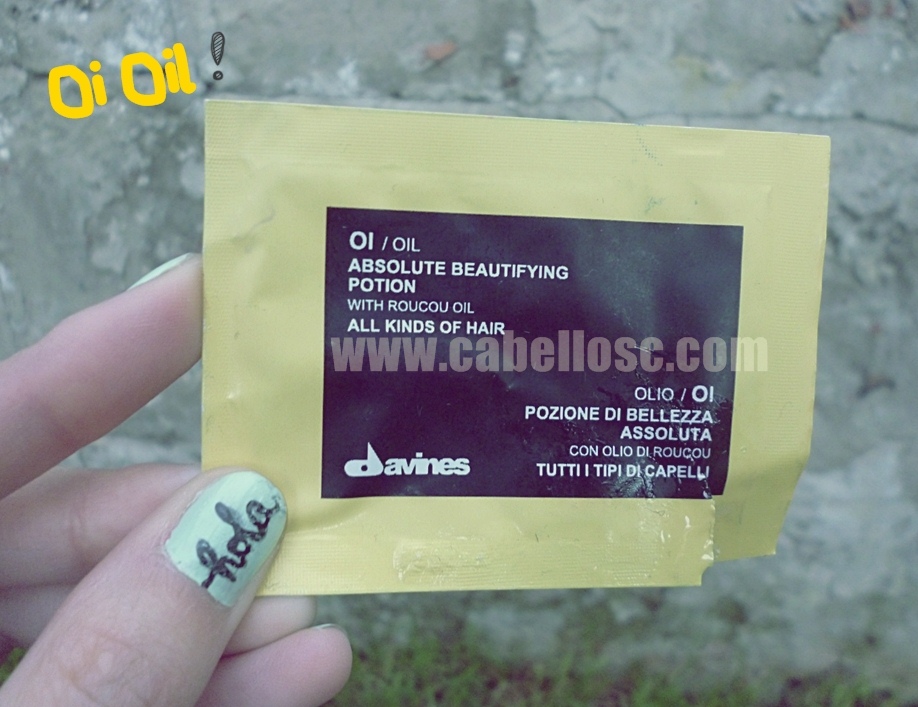 Oi Oil!
OI / OIL
ABSOLUTE BEAUTIFYING
POTION
WITH ROUCOU OIL
ALL KINDS OF HAIR
www.cabellosc.com
OLIO / OI
POZIONE DI BELLEZZA
ASSOLUTA
CON OLIO DI ROUCOU
TUTTI I TIPI DI CAPELLI
davines
hola